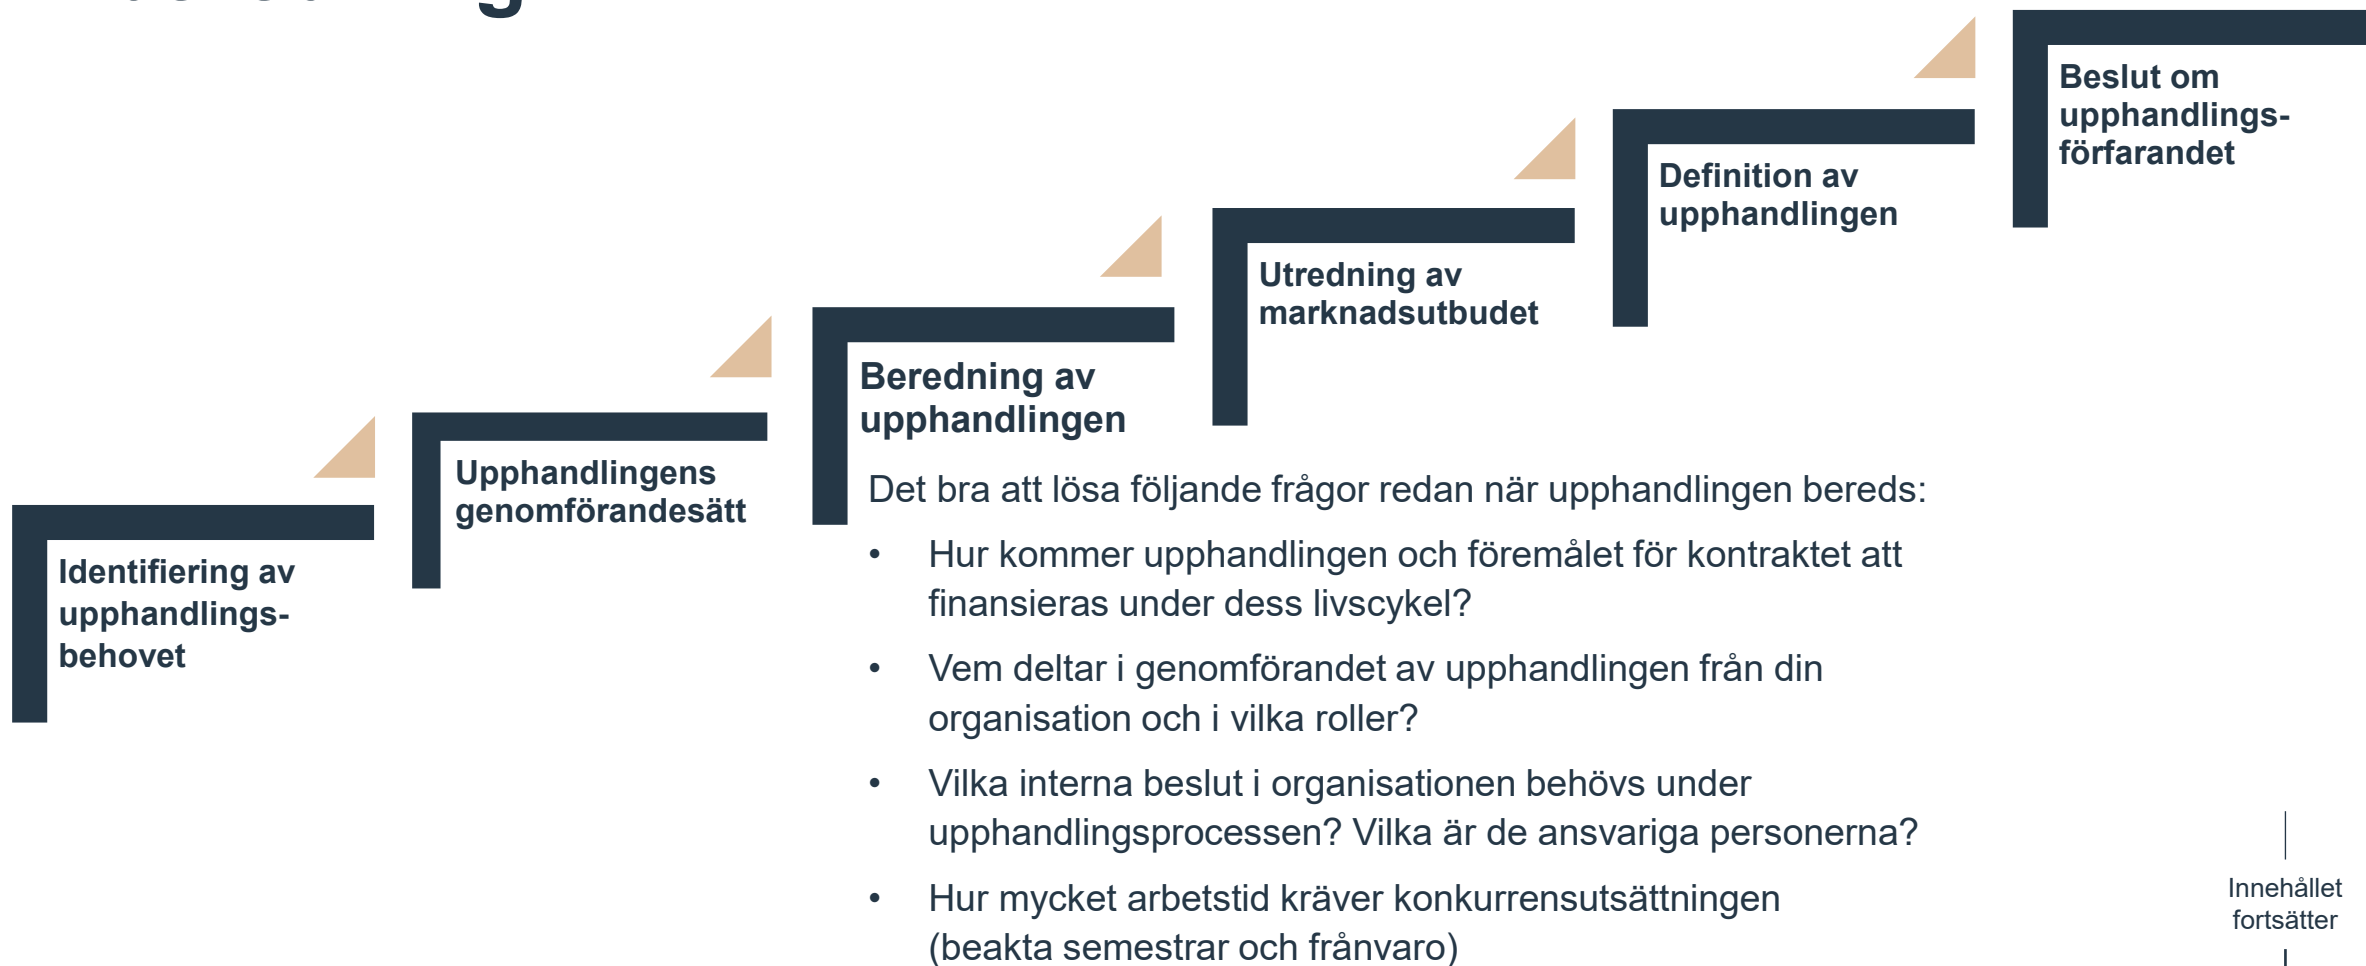 Identifiering av
upphandlings-
behovet
Upphandlingens
genomförandesätt
Beredning av
upphandlingen
Det bra att lösa följande frågor redan när upphandlingen bereds:
• Hur kommer upphandlingen och föremålet för kontraktet att
finansieras under dess livscykel?
• Vem deltar i genomförandet av upphandlingen från din
organisation och i vilka roller?
• Vilka interna beslut i organisationen behövs under
upphandlingsprocessen? Vilka är de ansvariga personerna?
• Hur mycket arbetstid kräver konkurrensutsättningen
(beakta semestrar och frånvaro)
Utredning av
marknadsutbudet
Definition av
upphandlingen
Beslut om
upphandlings-
förfarandet
Innehållet
fortsätter